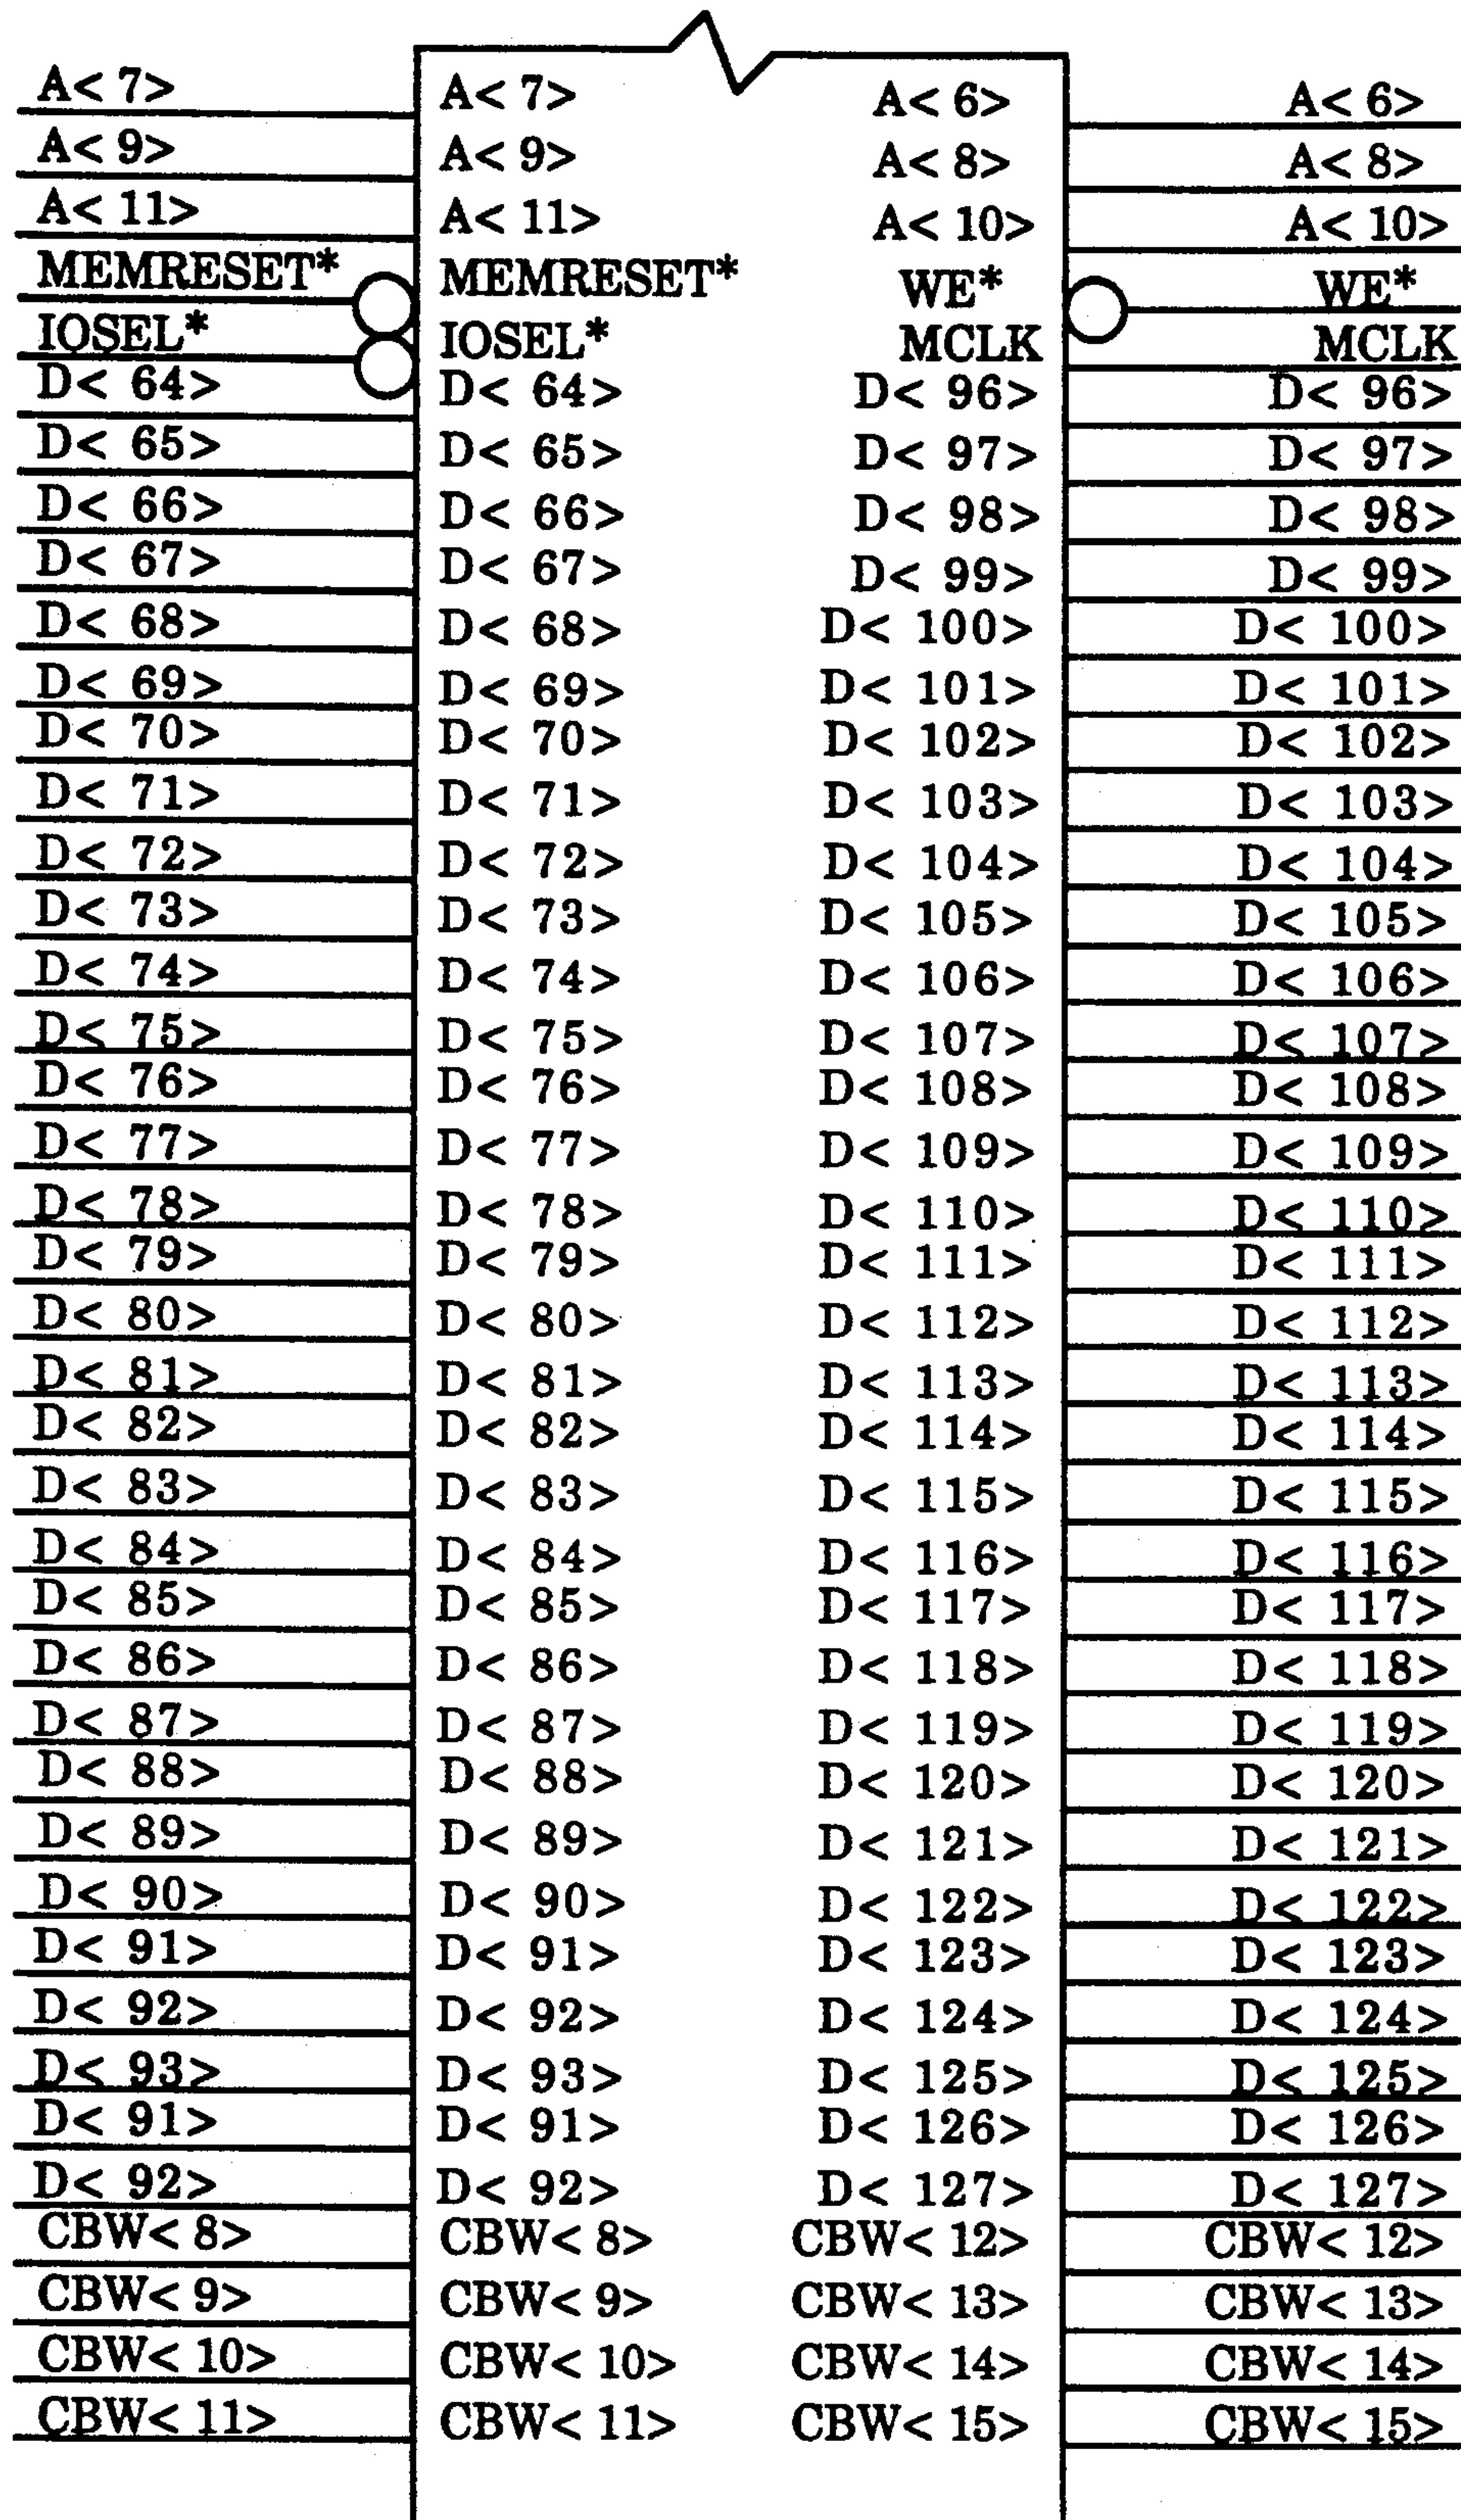 A< 7> A< 7> A< 6> A< 6>
A< 9> A< 9> A< 8> A< 8>
A< 11> A< 11> A< 10> A< 10>
MEMRESET* MEMRESET* WE* WE*
IOSEL* IOSEL* MCLK MCLK
D< 64> D< 64> D< 96> D< 96>
D< 65> D< 65> D< 97> D< 97>
D< 66> D< 66> D< 98> D< 98>
D< 67> D< 67> D< 99> D< 99>
D< 68> D< 68> D< 100> D< 100>
D< 69> D< 69> D< 101> D< 101>
D< 70> D< 70> D< 102> D< 102>
D< 71> D< 71> D< 103> D< 103>
D< 72> D< 72> D< 104> D< 104>
D< 73> D< 73> D< 105> D< 105>
D< 74> D< 74> D< 106> D< 106>
D< 75> D< 75> D< 107> D< 107>
D< 76> D< 76> D< 108> D< 108>
D< 77> D< 77> D< 109> D< 109>
D< 78> D< 78> D< 110> D< 110>
D< 79> D< 79> D< 111> D< 111>
D< 80> D< 80> D< 112> D< 112>
D< 81> D< 81> D< 113> D< 113>
D< 82> D< 82> D< 114> D< 114>
D< 83> D< 83> D< 115> D< 115>
D< 84> D< 84> D< 116> D< 116>
D< 85> D< 85> D< 117> D< 117>
D< 86> D< 86> D< 118> D< 118>
D< 87> D< 87> D< 119> D< 119>
D< 88> D< 88> D< 120> D< 120>
D< 89> D< 89> D< 121> D< 121>
D< 90> D< 90> D< 122> D< 122>
D< 91> D< 91> D< 123> D< 123>
D< 92> D< 92> D< 124> D< 124>
D< 93> D< 93> D< 125> D< 125>
D< 91> D< 91> D< 126> D< 126>
D< 92> D< 92> D< 127> D< 127>
CBW< 8> CBW< 8> CBW< 12> CBW< 12>
CBW< 9> CBW< 9> CBW< 13> CBW< 13>
CBW< 10> CBW< 10> CBW< 14> CBW< 14>
CBW< 11> CBW< 11> CBW< 15> CBW< 15>